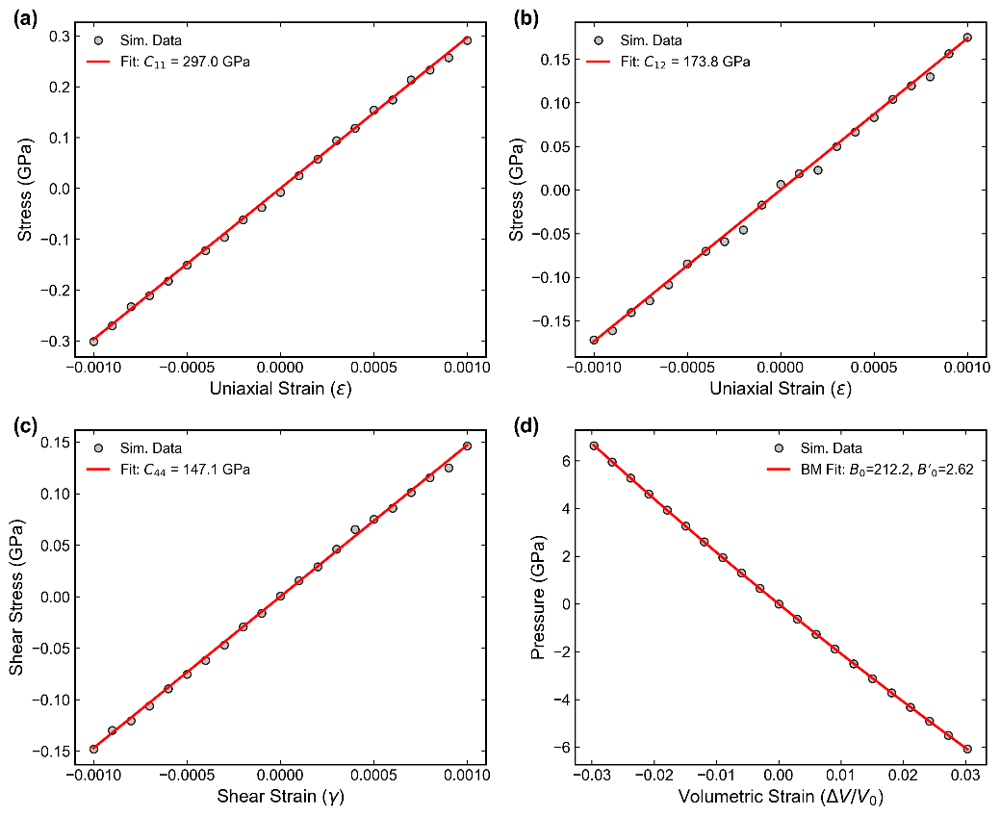 (a)
Sim. Data
Fit: C₁₁ = 297.0 GPa
0.3
0.2
0.1
0.0
−0.1
−0.2
−0.3
Stress (GPa)
−0.0010
−0.0005
0.0000
0.0005
0.0010
Uniaxial Strain (ε)
(b)
Sim. Data
Fit: C₁₂ = 173.8 GPa
0.15
0.10
0.05
0.00
−0.05
−0.10
−0.15
Stress (GPa)
−0.0010
−0.0005
0.0000
0.0005
0.0010
Uniaxial Strain (ε)
(c)
Sim. Data
Fit: C₄₄ = 147.1 GPa
0.15
0.10
0.05
0.00
−0.05
−0.10
−0.15
Shear Stress (GPa)
−0.0010
−0.0005
0.0000
0.0005
0.0010
Shear Strain (γ)
(d)
Sim. Data
BM Fit: B₀=212.2, B′₀=2.62
6
4
2
0
−2
−4
−6
Pressure (GPa)
−0.03
−0.02
−0.01
0.00
0.01
0.02
0.03
Volumetric Strain (ΔV/V₀)